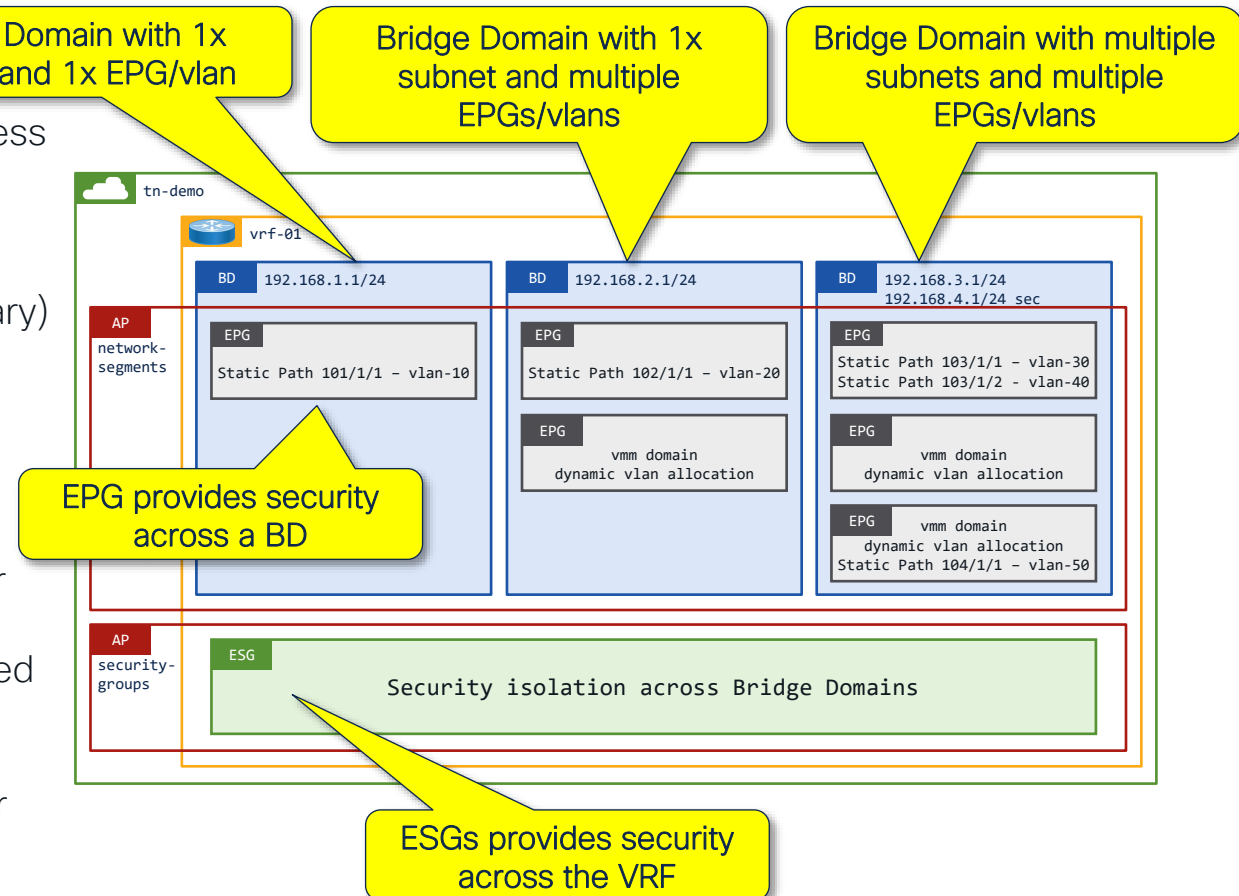 Domain with 1x
and 1x EPG/vlan
Bridge Domain with 1x
subnet and multiple
EPGs/vlans
Bridge Domain with multiple
subnets and multiple
EPGs/vlans
ess
ary)
r
ed
r
tn-demo
vrf-01
BD 192.168.1.1/24
BD 192.168.2.1/24
BD 192.168.3.1/24
192.168.4.1/24 sec
AP
network-
segments
EPG
Static Path 101/1/1 – vlan-10
EPG
Static Path 102/1/1 – vlan-20
EPG
vmm domain
dynamic vlan allocation
EPG
Static Path 103/1/1 – vlan-30
Static Path 103/1/2 - vlan-40
EPG
vmm domain
dynamic vlan allocation
EPG
vmm domain
dynamic vlan allocation
Static Path 104/1/1 – vlan-50
EPG provides security
across a BD
AP
security-
groups
ESG
Security isolation across Bridge Domains
ESGs provides security
across the VRF